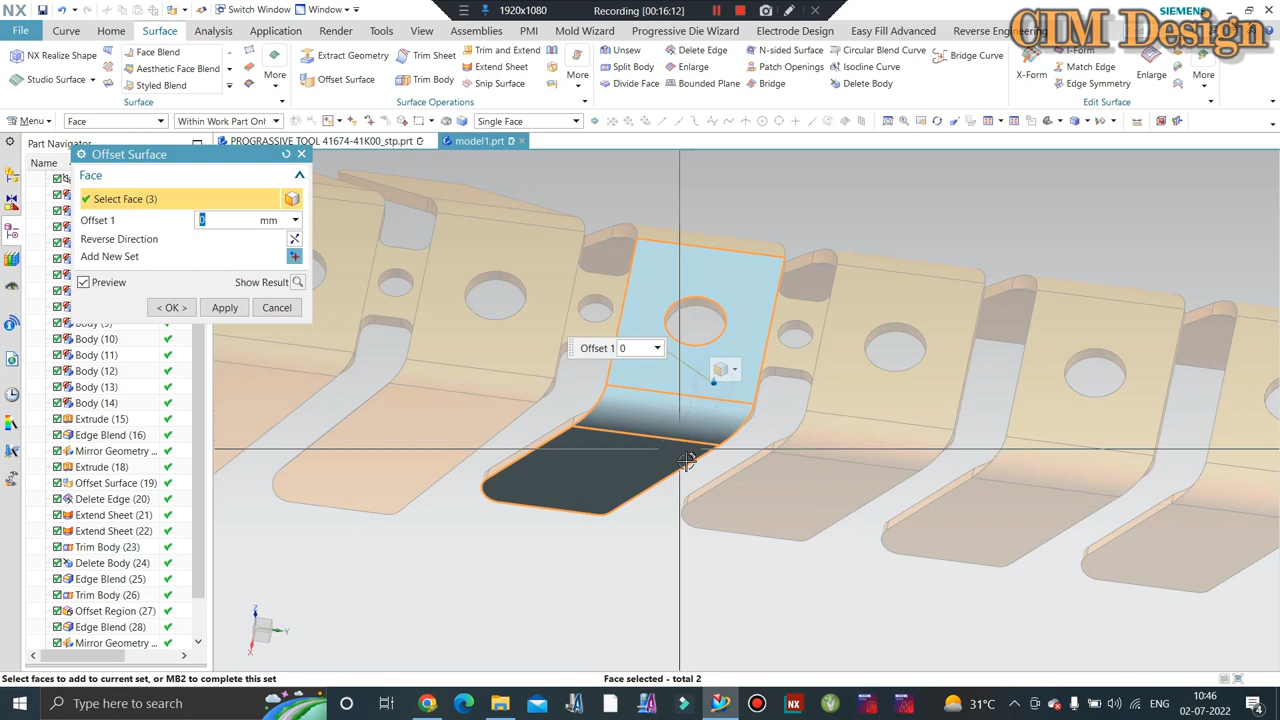 NX Switch Window Window 1920x1080 Recording [00:16:12] SIEMENS
CIM Design
File Curve Home Surface Analysis Application Render Tools View Assemblies PMI Mold Wizard Progressive Die Wizard Electrode Design Easy Fill Advanced Reverse Engineering
NX Realize Shape Face Blend Extract Geometry Trim Sheet Trim and Extend Unsew Delete Edge N-sided Surface Circular Blend Curve Bridge Curve T-Form
Aesthetic Face Blend Extend Sheet Split Body Enlarge Patch Openings Isocline Curve Match Edge
Studio Surface Styled Blend More Offset Surface Trim Body Snip Surface More Divide Face Bounded Plane Bridge Delete Body X-Form Edge Symmetry Enlarge More
Surface Surface Operations Edit Surface
Menu Face Within Work Part Only Single Face
Part Navigator PROGRESSIVE TOOL 41674-41K00_stp.prt model1.prt
Name
Offset Surface
Face
Select Face (3)
Offset 1 0 mm
Reverse Direction
Add New Set
Preview Show Result
< OK > Apply Cancel
Body (9)
Body (10)
Body (11)
Body (12)
Body (13)
Body (14)
Extrude (15)
Edge Blend (16)
Mirror Geometry ...
Extrude (18)
Offset Surface (19)
Delete Edge (20)
Extend Sheet (21)
Extend Sheet (22)
Trim Body (23)
Delete Body (24)
Edge Blend (25)
Trim Body (26)
Offset Region (27)
Edge Blend (28)
Mirror Geometry ...
Offset 1 0
Z
Y
X
Select faces to add to current set, or MB2 to complete this set Face selected - total 2
Type here to search 31°C ENG 10:46
02-07-2022